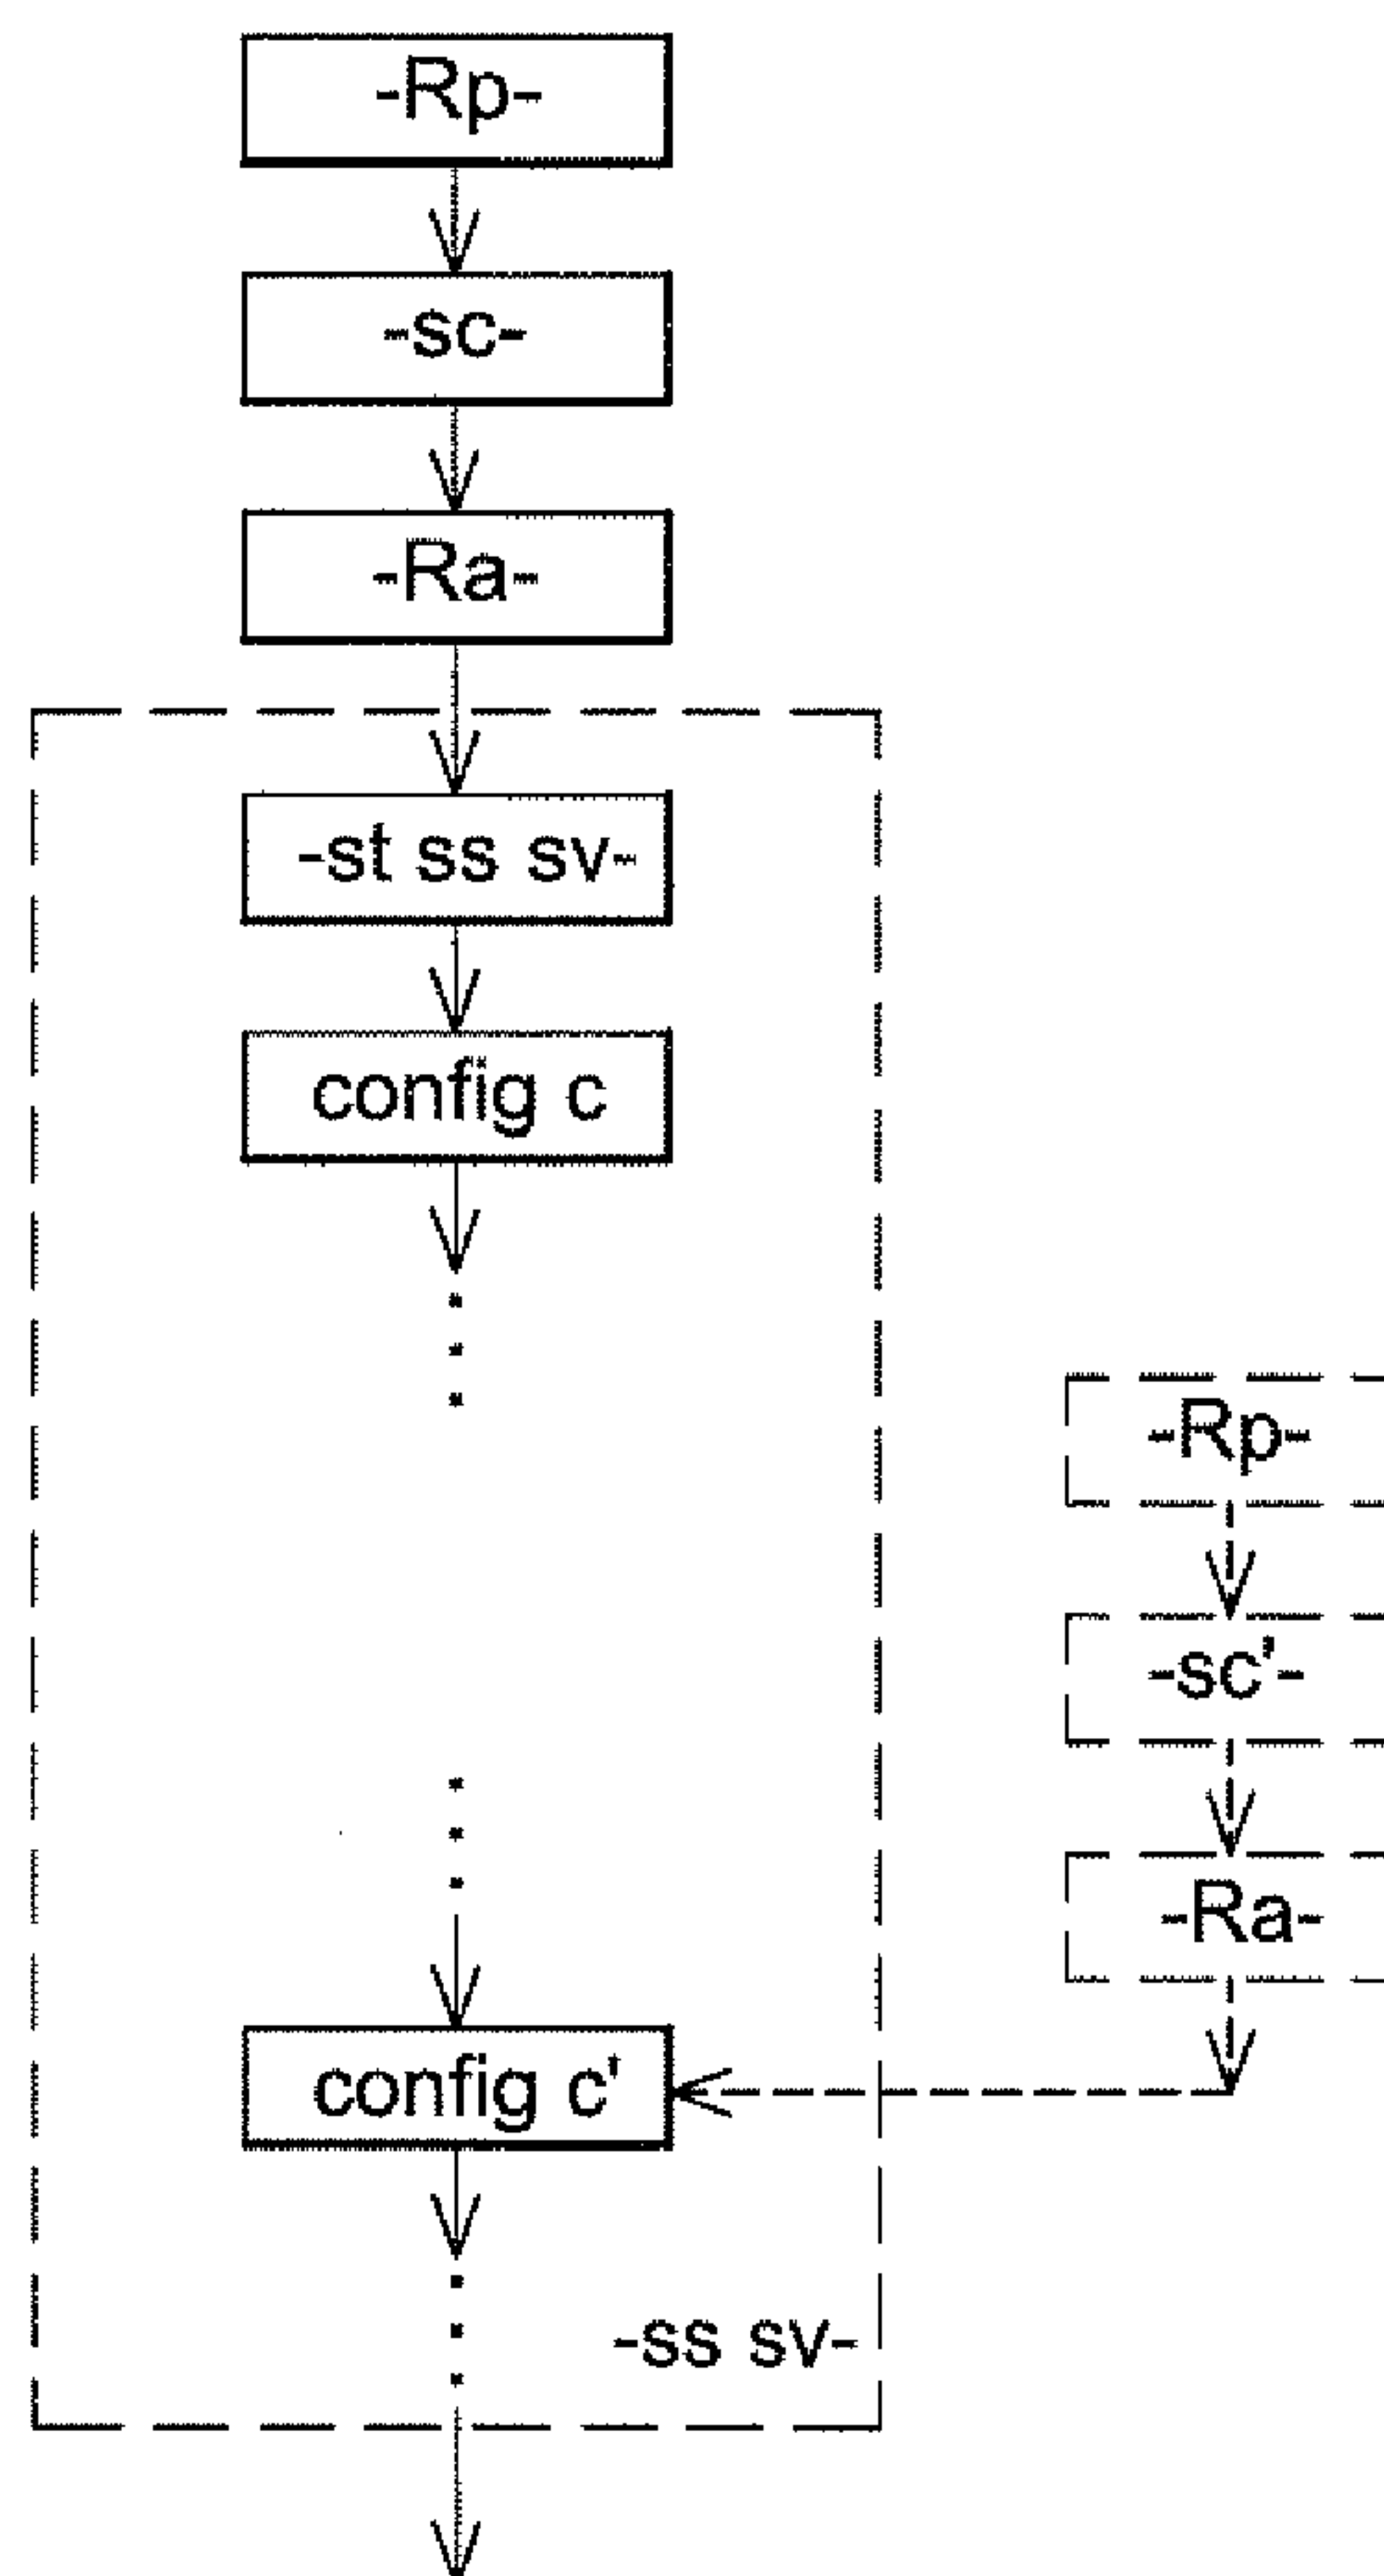 -Rp-
-sc-
-Ra-
-st ss sv-
config c
-Rp-
-sc'-
-Ra-
config c'
-ss sv-